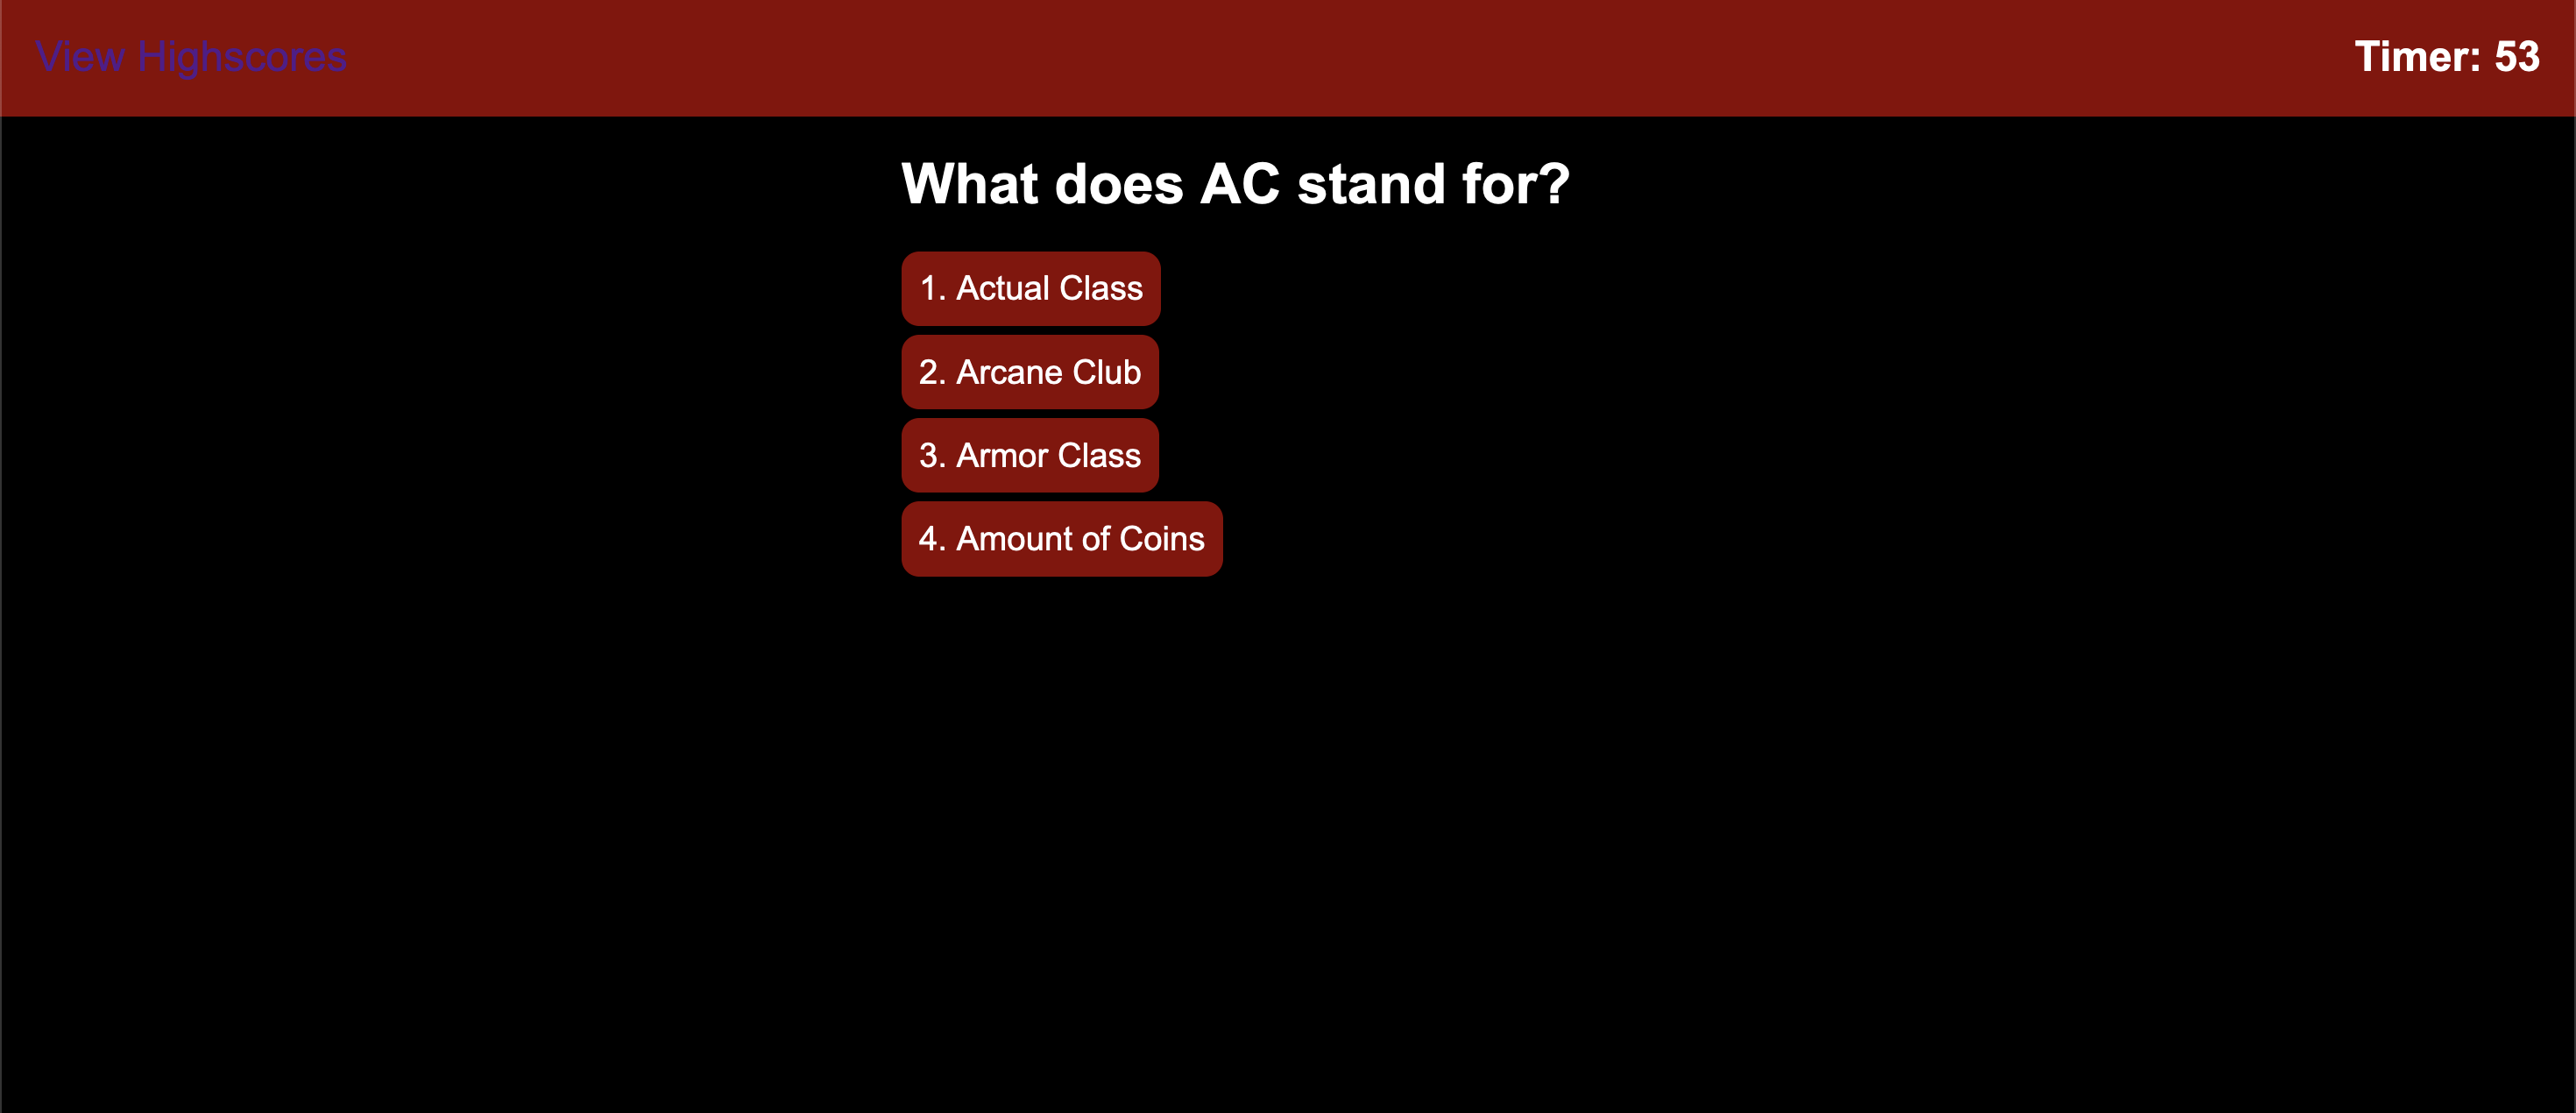 View Highscores
Timer: 53
What does AC stand for?
1. Actual Class
2. Arcane Club
3. Armor Class
4. Amount of Coins